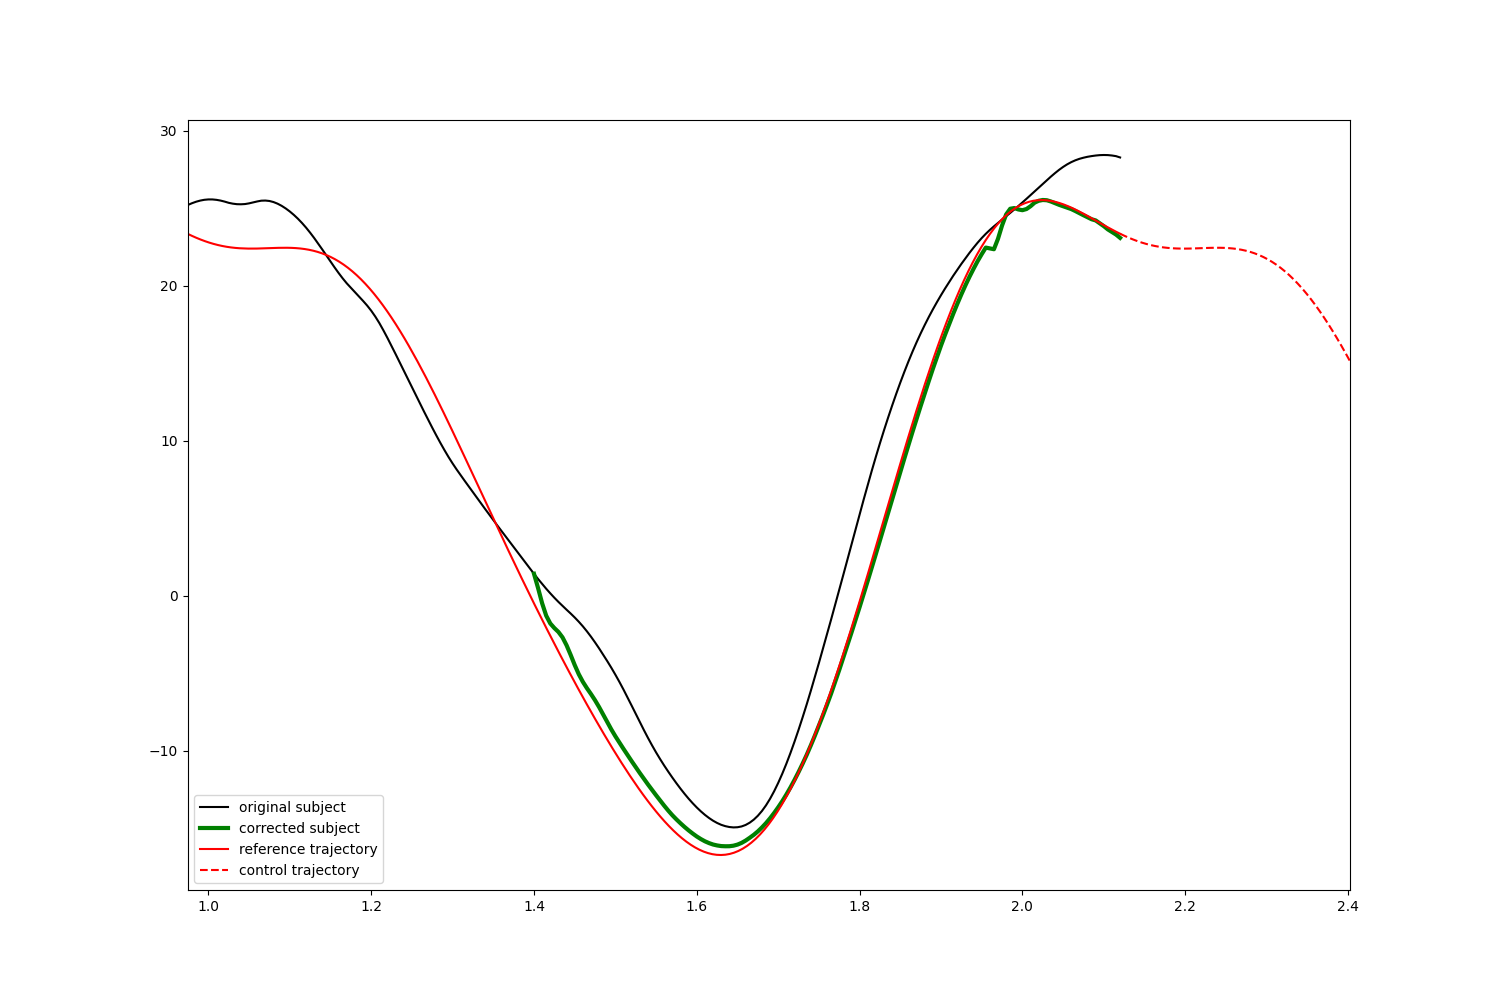 30
20
10
0
−10
original subject
corrected subject
reference trajectory
control trajectory
1.0 1.2 1.4 1.6 1.8 2.0 2.2 2.4